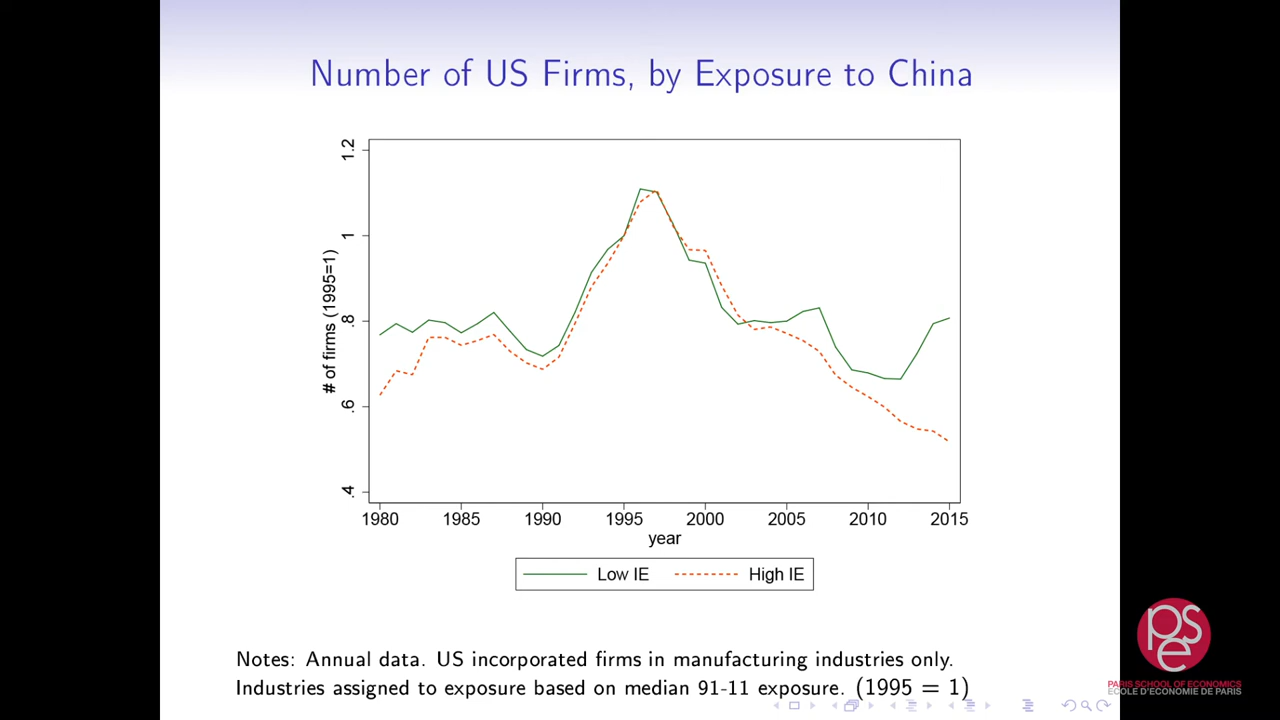 Number of US Firms, by Exposure to China
1.2
1
.8
.6
.4
# of firms (1995=1)
1980 1985 1990 1995 2000 2005 2010 2015
year
Low IE High IE
Notes: Annual data. US incorporated firms in manufacturing industries only.
Industries assigned to exposure based on median 91-11 exposure. (1995 = 1)
pse
PARIS SCHOOL OF ECONOMICS
ECOLE D'ECONOMIE DE PARIS